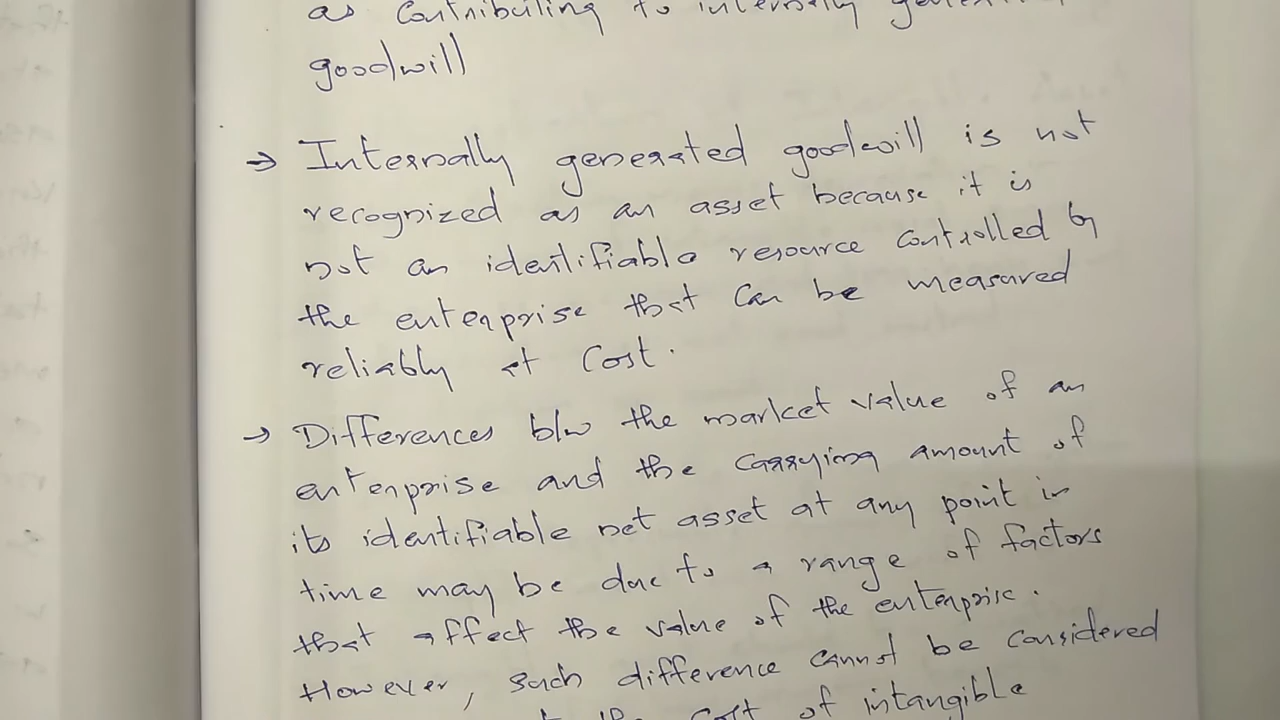 as contributing to internally generated
goodwill
→ Internally generated goodwill is not
recognized as an asset because it is
not an identifiable resource controlled by
the enterprise that can be measured
reliably at cost.
→ Differences b/w the market value of an
enterprise and the carrying amount of
its identifiable net asset at any point in
time may be due to a range of factors
that affect the value of the enterprise.
However, such difference cannot be considered
the cost of intangible